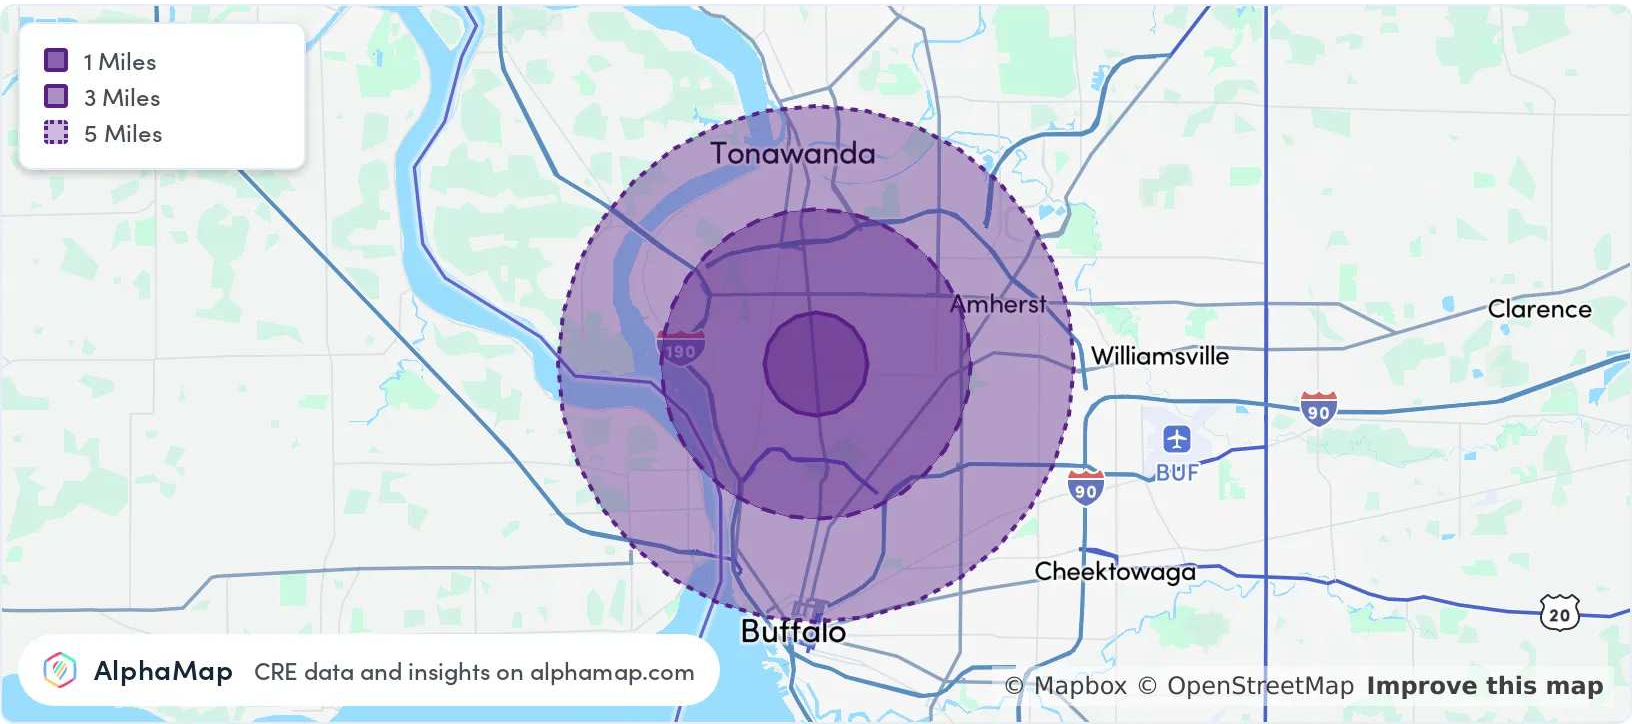 1 Miles
3 Miles
5 Miles
Tonawanda
Amherst
Clarence
190
Williamsville
90
BUF
90
Cheektowaga
20
Buffalo
AlphaMap CRE data and insights on alphamap.com
© Mapbox © OpenStreetMap Improve this map